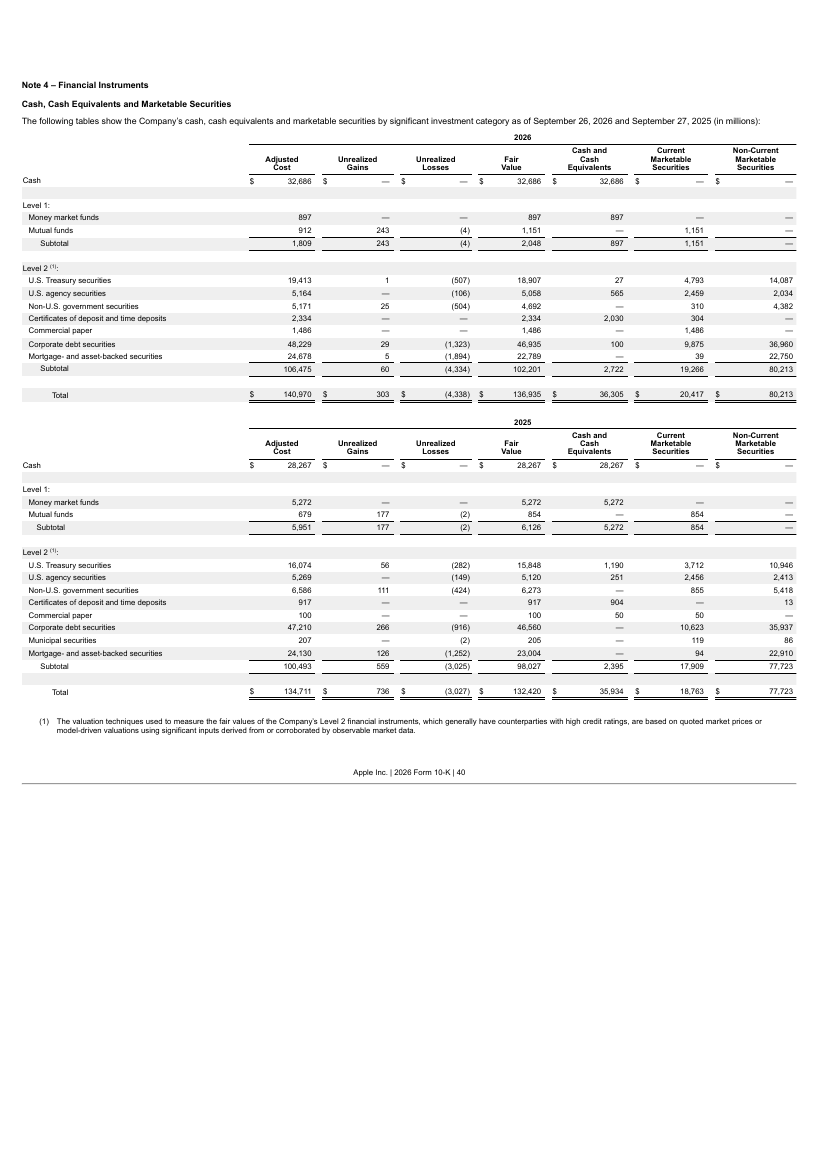 Note 4 – Financial Instruments
Cash, Cash Equivalents and Marketable Securities
The following tables show the Company's cash, cash equivalents and marketable securities by significant investment category as of September 26, 2026 and September 27, 2025 (in millions):
2026
Adjusted Cost Unrealized Gains Unrealized Losses Fair Value Cash and Cash Equivalents Current Marketable Securities Non-Current Marketable Securities
Cash $ 32,686 $ — $ — $ 32,686 $ 32,686 $ — $ —
Level 1:
Money market funds 897 — — 897 897 — —
Mutual funds 912 243 (4) 1,151 — 1,151 —
Subtotal 1,809 243 (4) 2,048 897 1,151 —
Level 2 (1):
U.S. Treasury securities 19,413 1 (507) 18,907 27 4,793 14,087
U.S. agency securities 5,164 — (106) 5,058 565 2,459 2,034
Non-U.S. government securities 5,171 25 (504) 4,692 — 310 4,382
Certificates of deposit and time deposits 2,334 — — 2,334 2,030 304 —
Commercial paper 1,486 — — 1,486 — 1,486 —
Corporate debt securities 48,229 29 (1,323) 46,935 100 9,875 36,960
Mortgage- and asset-backed securities 24,678 5 (1,894) 22,789 — 39 22,750
Subtotal 106,475 60 (4,334) 102,201 2,722 19,266 80,213
Total $ 140,970 $ 303 $ (4,338) $ 136,935 $ 36,305 $ 20,417 $ 80,213
2025
Adjusted Cost Unrealized Gains Unrealized Losses Fair Value Cash and Cash Equivalents Current Marketable Securities Non-Current Marketable Securities
Cash $ 28,267 $ — $ — $ 28,267 $ 28,267 $ — $ —
Level 1:
Money market funds 5,272 — — 5,272 5,272 — —
Mutual funds 679 177 (2) 854 — 854 —
Subtotal 5,951 177 (2) 6,126 5,272 854 —
Level 2 (1):
U.S. Treasury securities 16,074 56 (282) 15,848 1,190 3,712 10,946
U.S. agency securities 5,269 — (149) 5,120 251 2,456 2,413
Non-U.S. government securities 6,586 111 (424) 6,273 — 855 5,418
Certificates of deposit and time deposits 917 — — 917 904 — 13
Commercial paper 100 — — 100 50 50 —
Corporate debt securities 47,210 266 (916) 46,560 — 10,623 35,937
Municipal securities 207 — (2) 205 — 119 86
Mortgage- and asset-backed securities 24,130 126 (1,252) 23,004 — 94 22,910
Subtotal 100,493 559 (3,025) 98,027 2,395 17,909 77,723
Total $ 134,711 $ 736 $ (3,027) $ 132,420 $ 35,934 $ 18,763 $ 77,723
(1) The valuation techniques used to measure the fair values of the Company's Level 2 financial instruments, which generally have counterparties with high credit ratings, are based on quoted market prices or
model-driven valuations using significant inputs derived from or corroborated by observable market data.
Apple Inc. | 2026 Form 10-K | 40